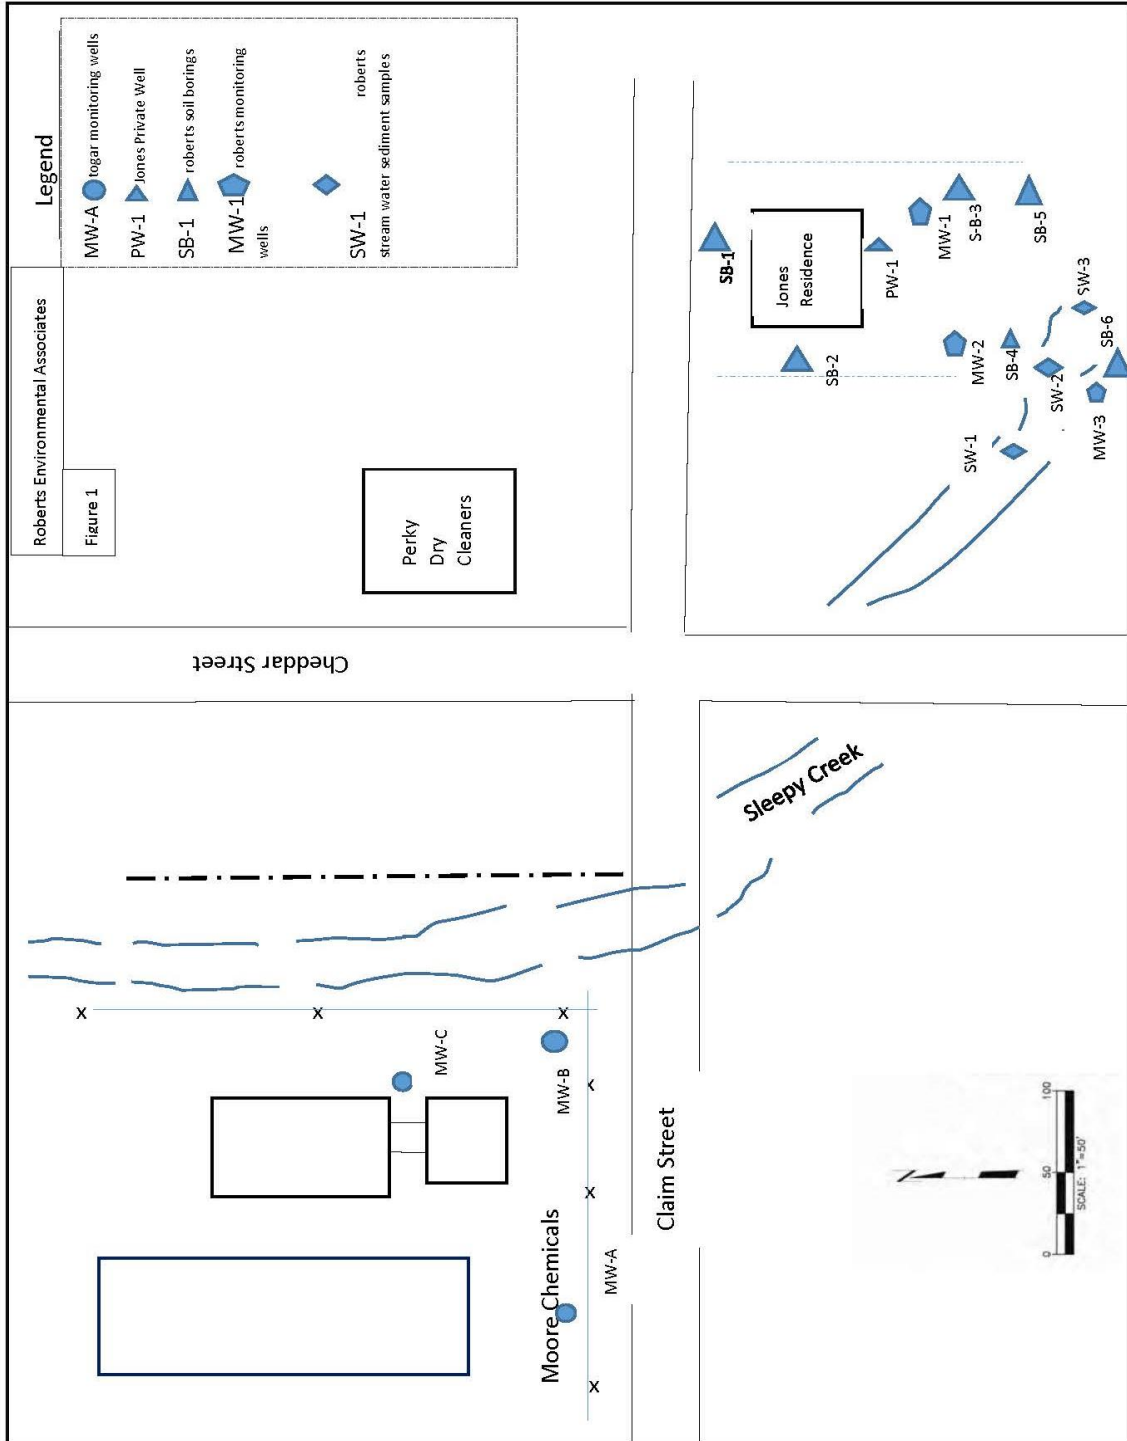 Roberts Environmental Associates
Figure 1
Legend
MW-A togar monitoring wells
PW-1 Jones Private Well
SB-1 roberts soil borings
MW-1 roberts monitoring
wells
roberts
SW-1
stream water sediment samples
Cheddar Street
Perky
Dry
Cleaners
MW-C
MW-B
Moore Chemicals
MW-A
x
x
x
x
x
x
Claim Street
Sleepy Creek
SB-1
Jones
Residence
SB-2
PW-1
MW-1
S-B-3
SB-5
MW-2
SB-4
SW-1
SW-2
SW-3
SB-6
MW-3
0 50 100
SCALE: 1"=50'